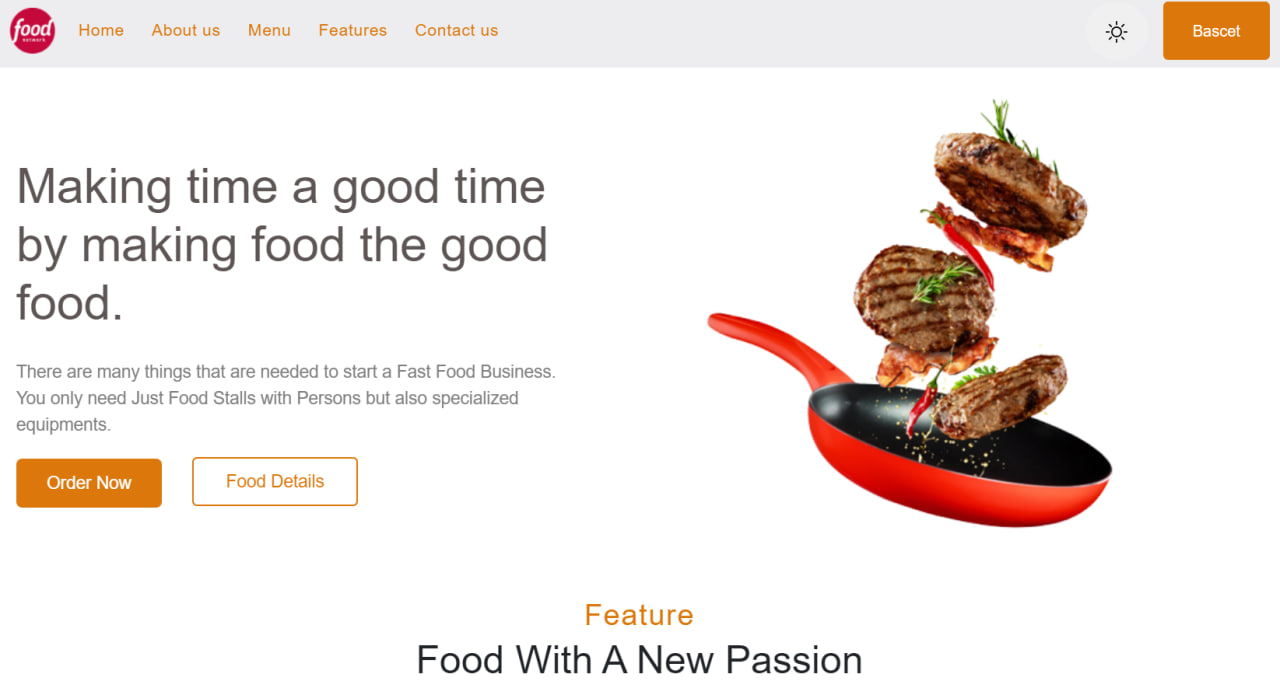 food
network
Home
About us
Menu
Features
Contact us
Bascet
Making time a good time
by making food the good
food.
There are many things that are needed to start a Fast Food Business.
You only need Just Food Stalls with Persons but also specialized
equipments.
Order Now
Food Details
Feature
Food With A New Passion